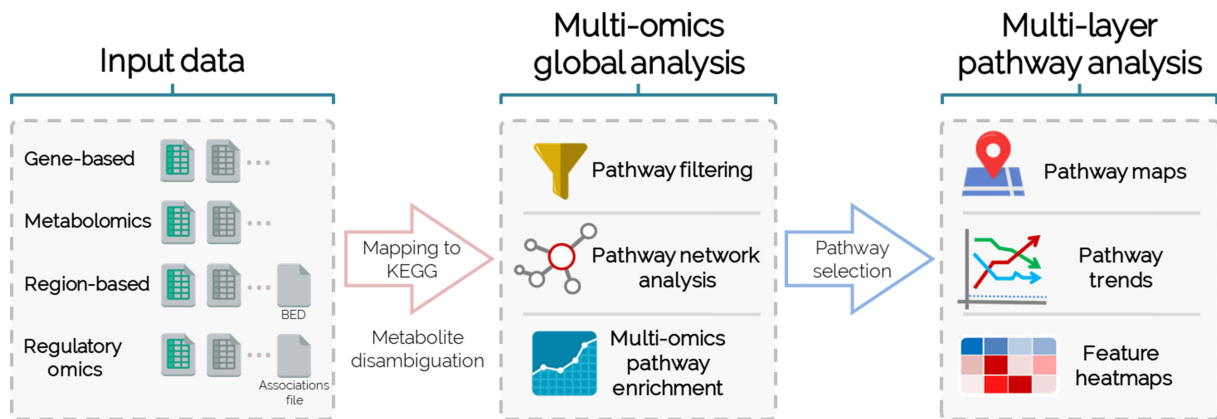 Input data
Gene-based
Metabolomics
Region-based
BED
Regulatory
omics
Associations
file
Mapping to
KEGG
Metabolite
disambiguation
Multi-omics
global analysis
Pathway filtering
Pathway network
analysis
Multi-omics
pathway
enrichment
Pathway
selection
Multi-layer
pathway analysis
Pathway maps
Pathway
trends
Feature
heatmaps